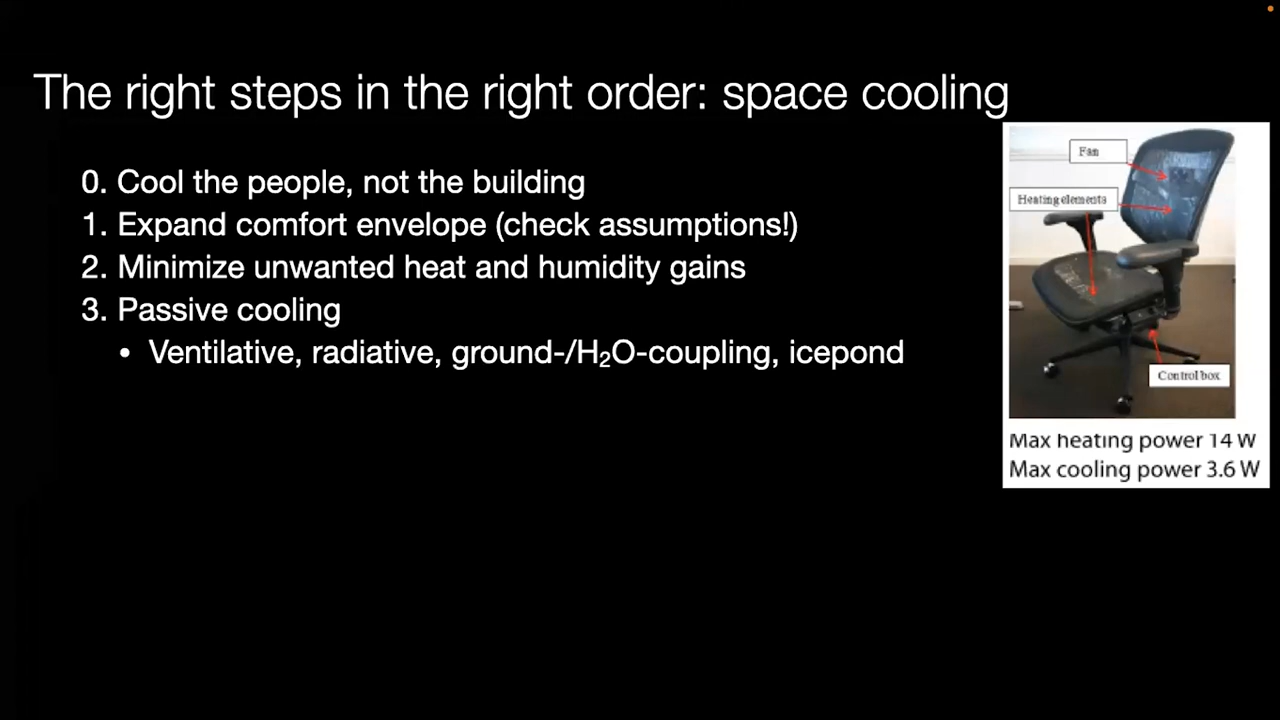 The right steps in the right order: space cooling
0. Cool the people, not the building
1. Expand comfort envelope (check assumptions!)
2. Minimize unwanted heat and humidity gains
3. Passive cooling
• Ventilative, radiative, ground-/H₂O-coupling, icepond
Fan
Heating elements
Control box
Max heating power 14 W
Max cooling power 3.6 W